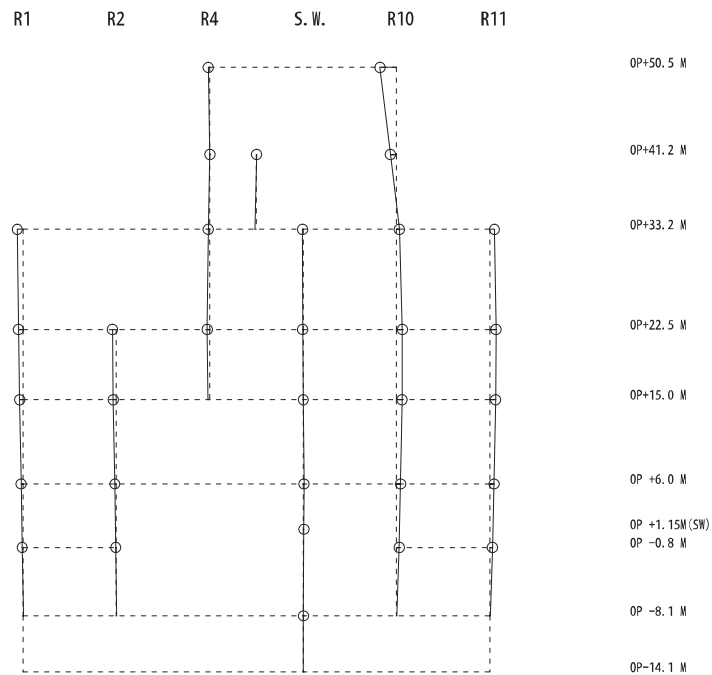 R1 R2 R4 S.W. R10 R11
OP+50.5 M
OP+41.2 M
OP+33.2 M
OP+22.5 M
OP+15.0 M
OP +6.0 M
OP +1.15M(SW)
OP -0.8 M
OP -8.1 M
OP-14.1 M